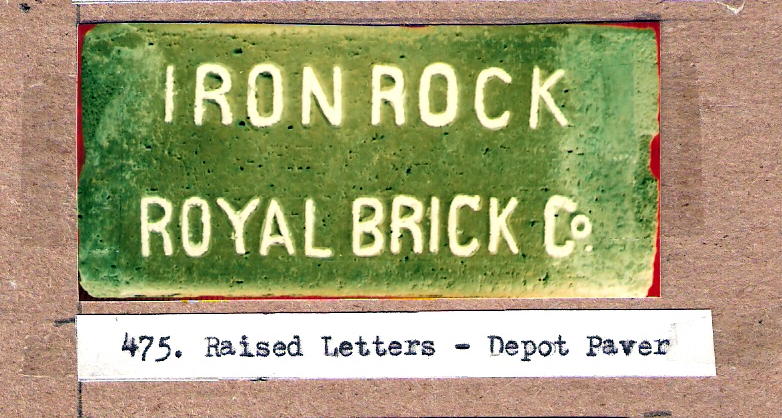 IRON ROCK
ROYAL BRICK Co.
475. Raised Letters - Depot Paver